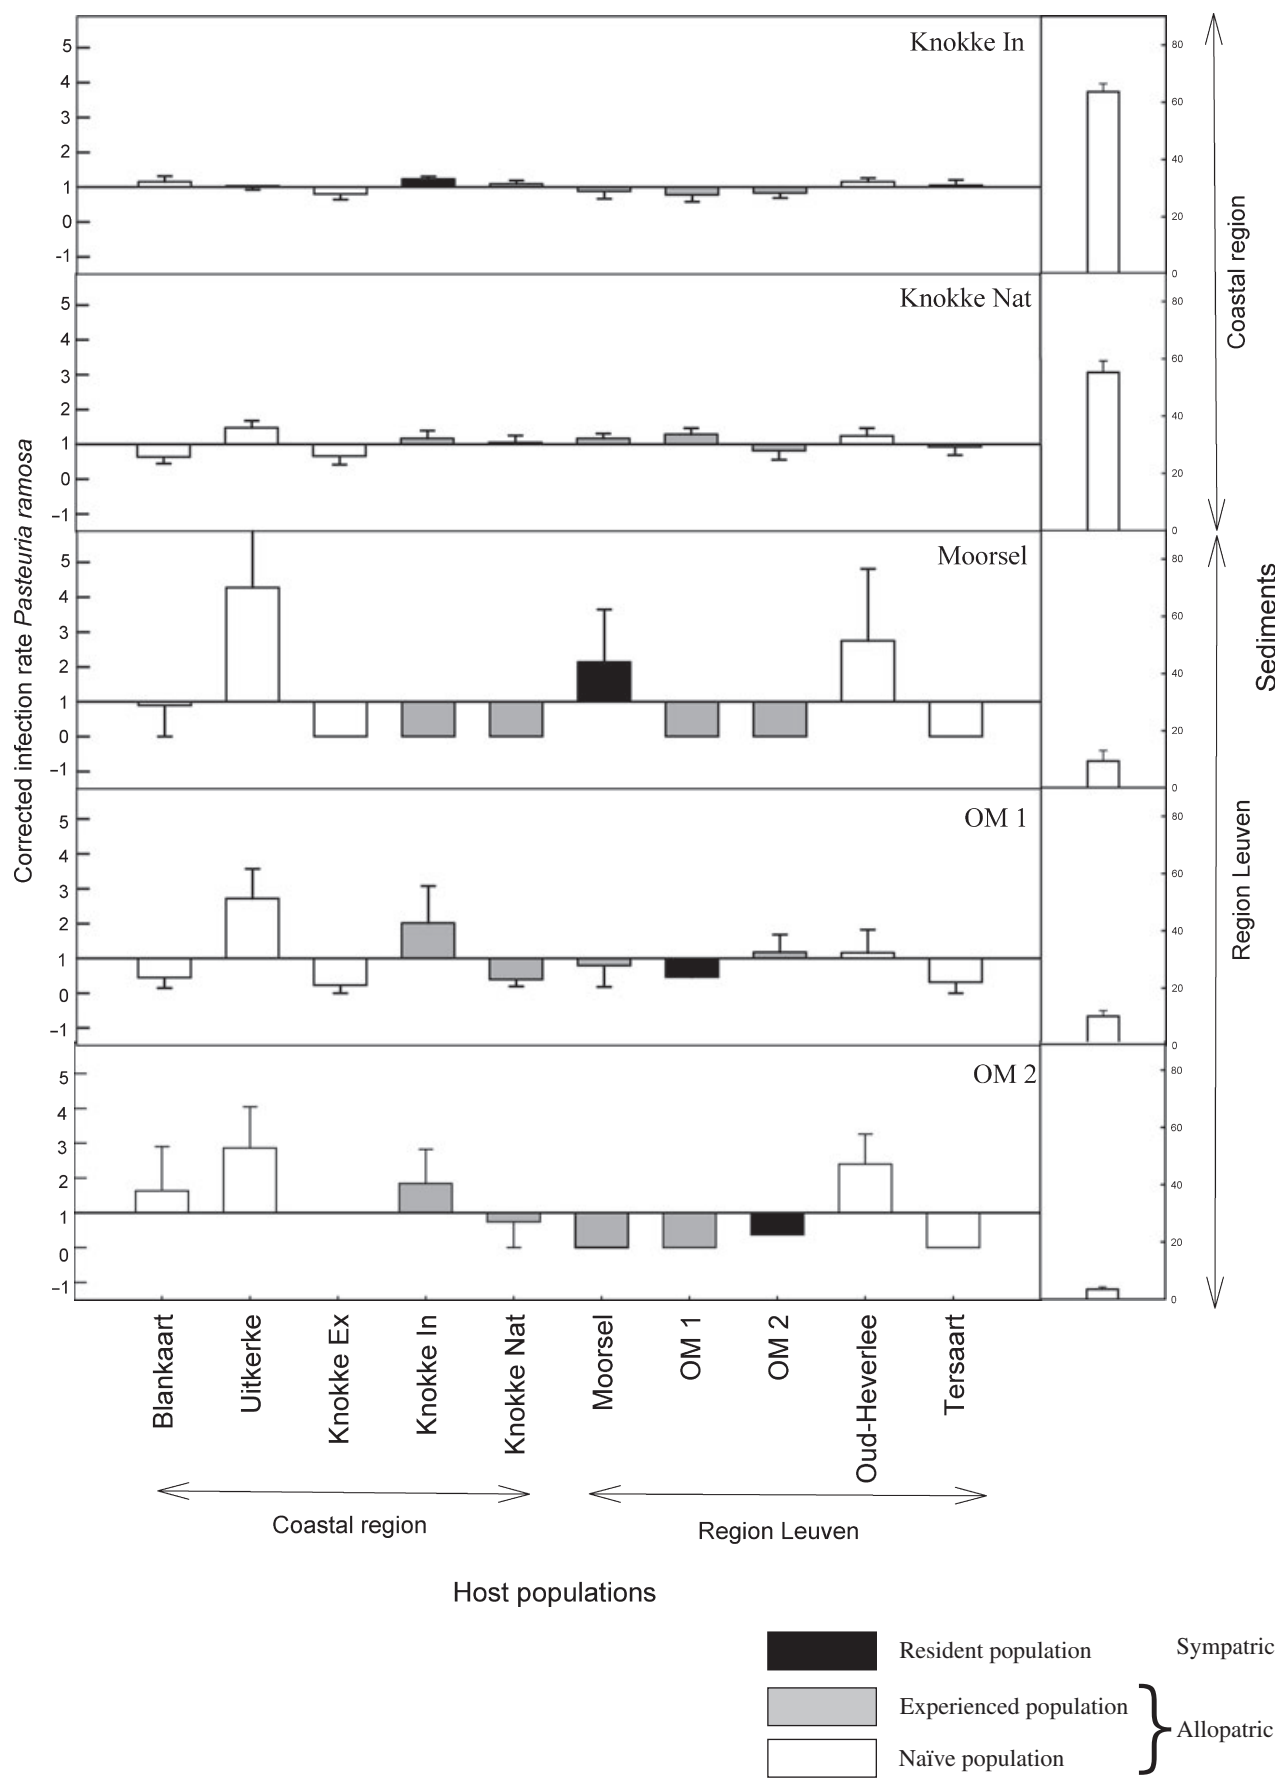 Knokke In
5
4
3
2
1
0
-1
80
60
40
20
0
Knokke Nat
5
4
3
2
1
0
−1
80
60
40
20
0
Moorsel
5
4
3
2
1
0
−1
80
60
40
20
0
OM 1
5
4
3
2
1
0
−1
80
60
40
20
0
OM 2
5
4
3
2
1
0
−1
80
60
40
20
0
Corrected infection rate Pasteuria ramosa
Coastal region
Region Leuven
Sediments
Blankaart
Uitkerke
Knokke Ex
Knokke In
Knokke Nat
Moorsel
OM 1
OM 2
Oud-Heverlee
Tersaart
Coastal region
Region Leuven
Host populations
Resident population Sympatric
Experienced population
Allopatric
Naïve population